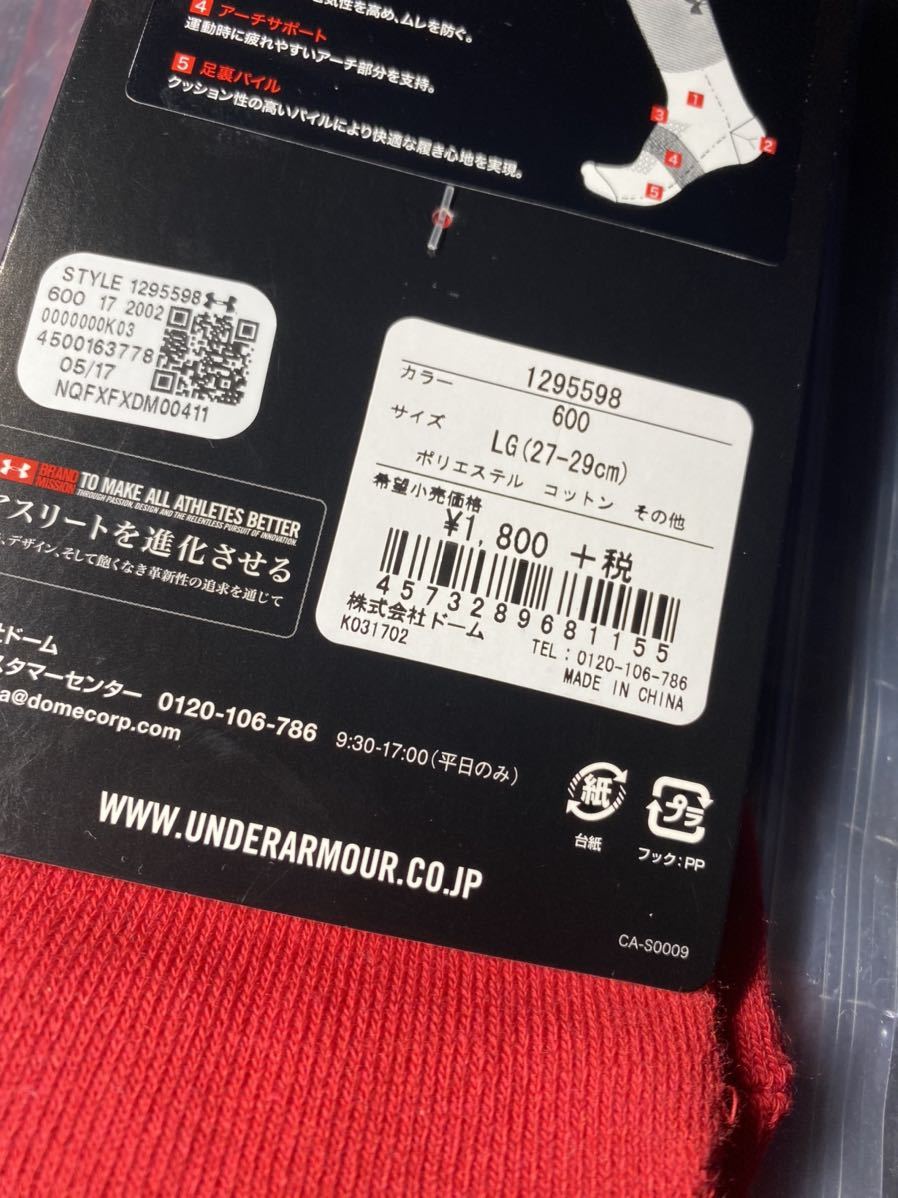 気性を高め、ムレを防ぐ。
4 アーチサポート
運動時に疲れやすいアーチ部分を支持。
5 足裏パイル
クッション性の高いパイルにより快適な履き心地を実現。
1
3
2
4
5
STYLE 1295598
600 17 2002
0000000K03
4500163778
05/17
NQFXFXDM00411
カラー 1295598
600
サイズ LG(27-29cm)
ポリエステル コットン その他
希望小売価格
¥1,800 +税
4573289681155
株式会社ドーム
K031702
TEL:0120-106-786
MADE IN CHINA
BRAND MISSION TO MAKE ALL ATHLETES BETTER
THROUGH PASSION, DESIGN AND THE RELENTLESS PURSUIT OF INNOVATION.
アスリートを進化させる
、デザイン、そして飽くなき革新性の追求を通じて
ドーム
スタマーセンター 0120-106-786 9:30-17:00(平日のみ)
a@domecorp.com
WWW.UNDERARMOUR.CO.JP
紙
台紙
プラ
フック:PP
CA-S0009